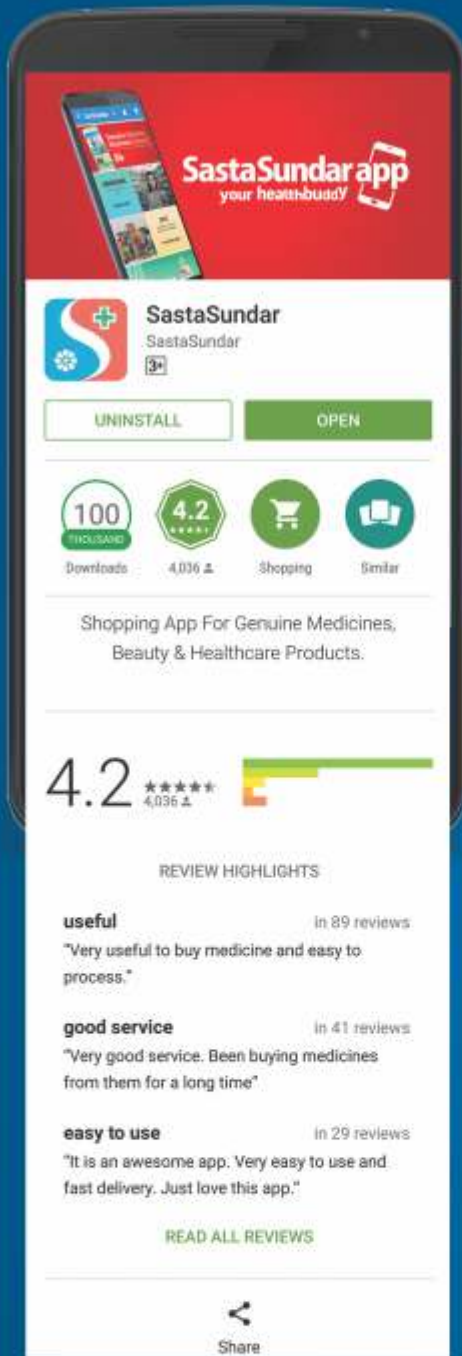 SastaSundar app
your healthbuddy
SastaSundar
SastaSundar
3+
UNINSTALL
OPEN
100
THOUSAND
Downloads
4.2
4,036
Shopping
Similar
Shopping App For Genuine Medicines,
Beauty & Healthcare Products.
4.2
4,036
REVIEW HIGHLIGHTS
useful
in 89 reviews
"Very useful to buy medicine and easy to
process."
good service
in 41 reviews
"Very good service. Been buying medicines
from them for a long time"
easy to use
in 29 reviews
"It is an awesome app. Very easy to use and
fast delivery. Just love this app."
READ ALL REVIEWS
Share